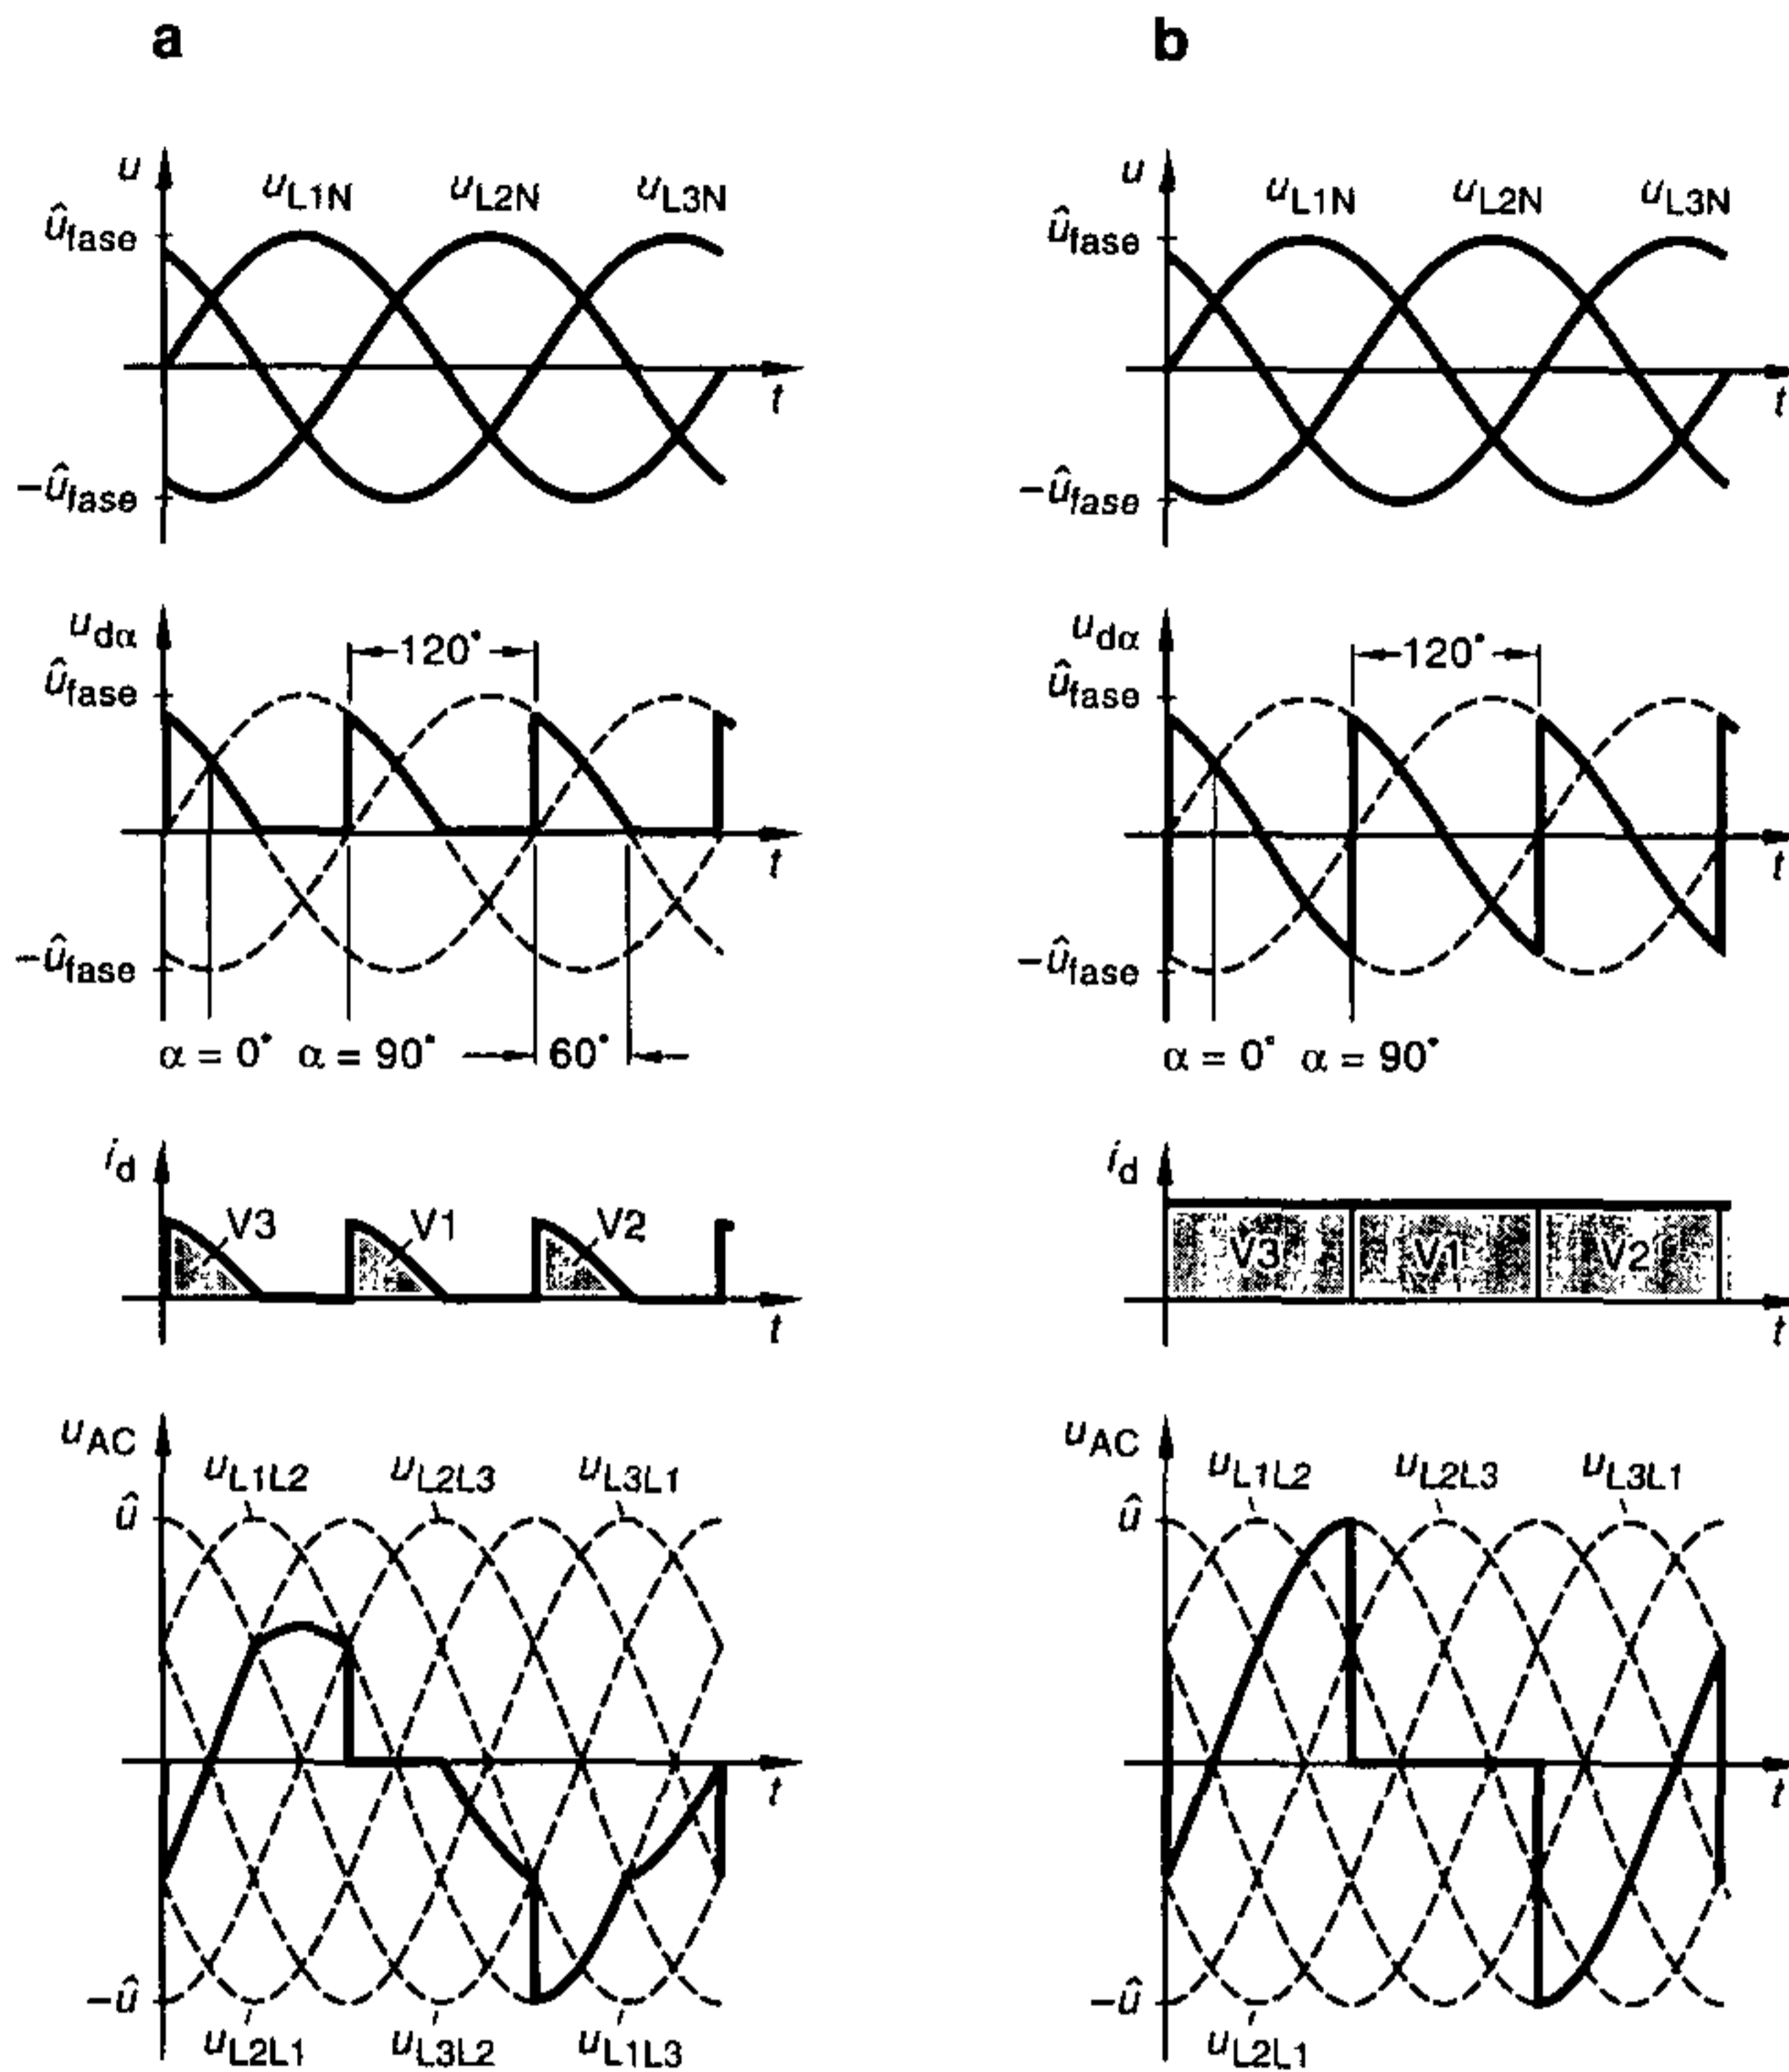 a
u
u_L1N u_L2N u_L3N
û_fase
t
−û_fase
u_dα
120°
û_fase
t
−û_fase
α = 0° α = 90° 60°
i_d
V3 V1 V2
t
u_AC
u_L1L2 u_L2L3 u_L3L1
û
t
−û
u_L2L1 u_L3L2 u_L1L3
b
u
u_L1N u_L2N u_L3N
û_fase
t
−û_fase
u_dα
120°
û_fase
t
−û_fase
α = 0° α = 90°
i_d
V3 V1 V2
t
u_AC
u_L1L2 u_L2L3 u_L3L1
û
t
−û
u_L2L1